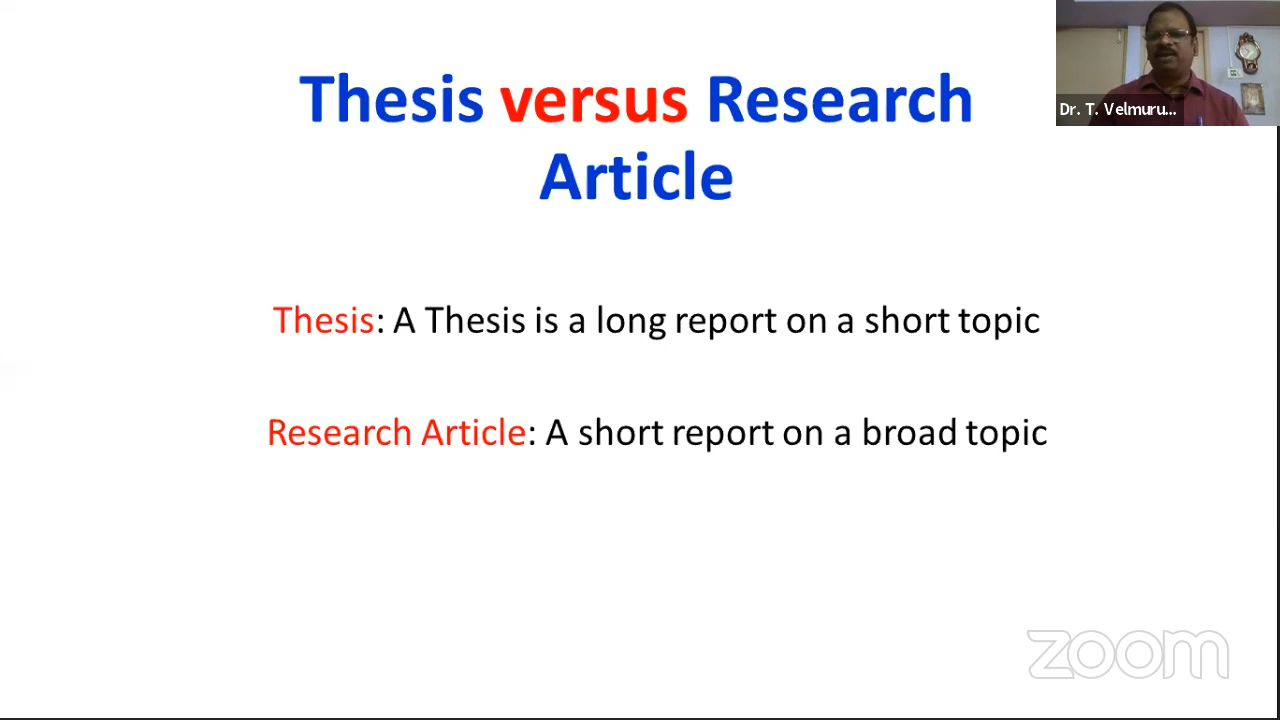 Thesis versus Research
Article
Dr. T. Velmuru...
Thesis: A Thesis is a long report on a short topic
Research Article: A short report on a broad topic
zoom